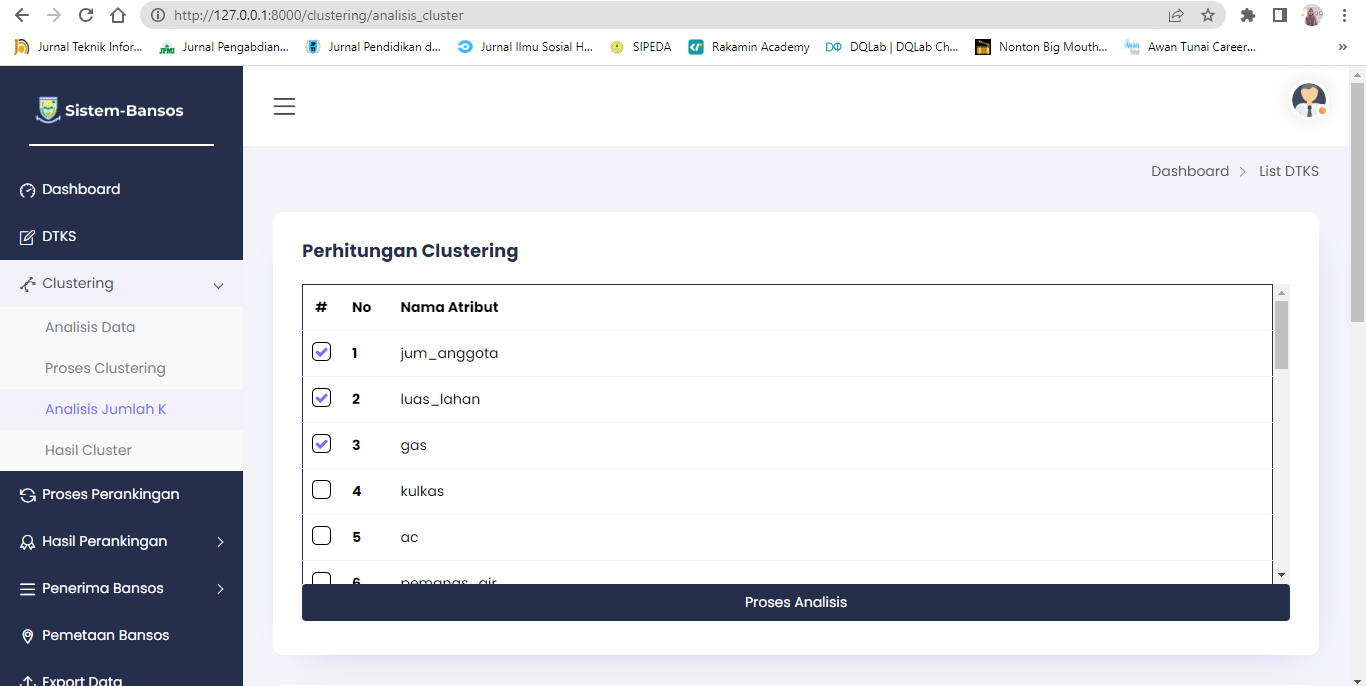 http://127.0.0.1:8000/clustering/analisis_cluster
Jurnal Teknik Infor... Jurnal Pengabdian... Jurnal Pendidikan d... Jurnal Ilmu Sosial H... SIPEDA Rakamin Academy DQLab | DQLab Ch... Nonton Big Mouth... Awan Tunai Career... »
Sistem-Bansos
Dashboard
DTKS
Clustering
Analisis Data
Proses Clustering
Analisis Jumlah K
Hasil Cluster
Proses Perankingan
Hasil Perankingan
Penerima Bansos
Pemetaan Bansos
Export Data
Dashboard > List DTKS
Perhitungan Clustering
# No Nama Atribut
1 jum_anggota
2 luas_lahan
3 gas
4 kulkas
5 ac
6 pemanas_air
Proses Analisis